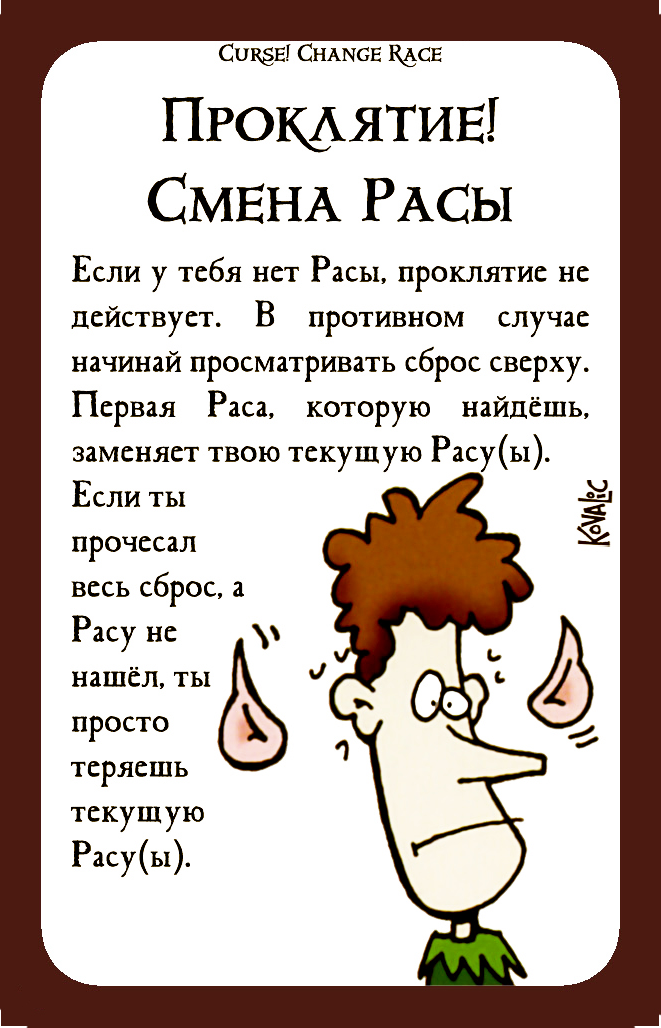 Curse! Change Race
Проклятие!
Смена Расы
Если у тебя нет Расы, проклятие не
действует. В противном случае
начинай просматривать сброс сверху.
Первая Раса, которую найдёшь,
заменяет твою текущую Расу(ы).
Если ты
прочесал
весь сброс, а
Расу не
нашёл, ты
просто
теряешь
текущую
Расу(ы).
Kovalic